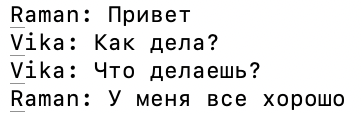 Raman: Привет
Vika: Как дела?
Vika: Что делаешь?
Raman: У меня все хорошо